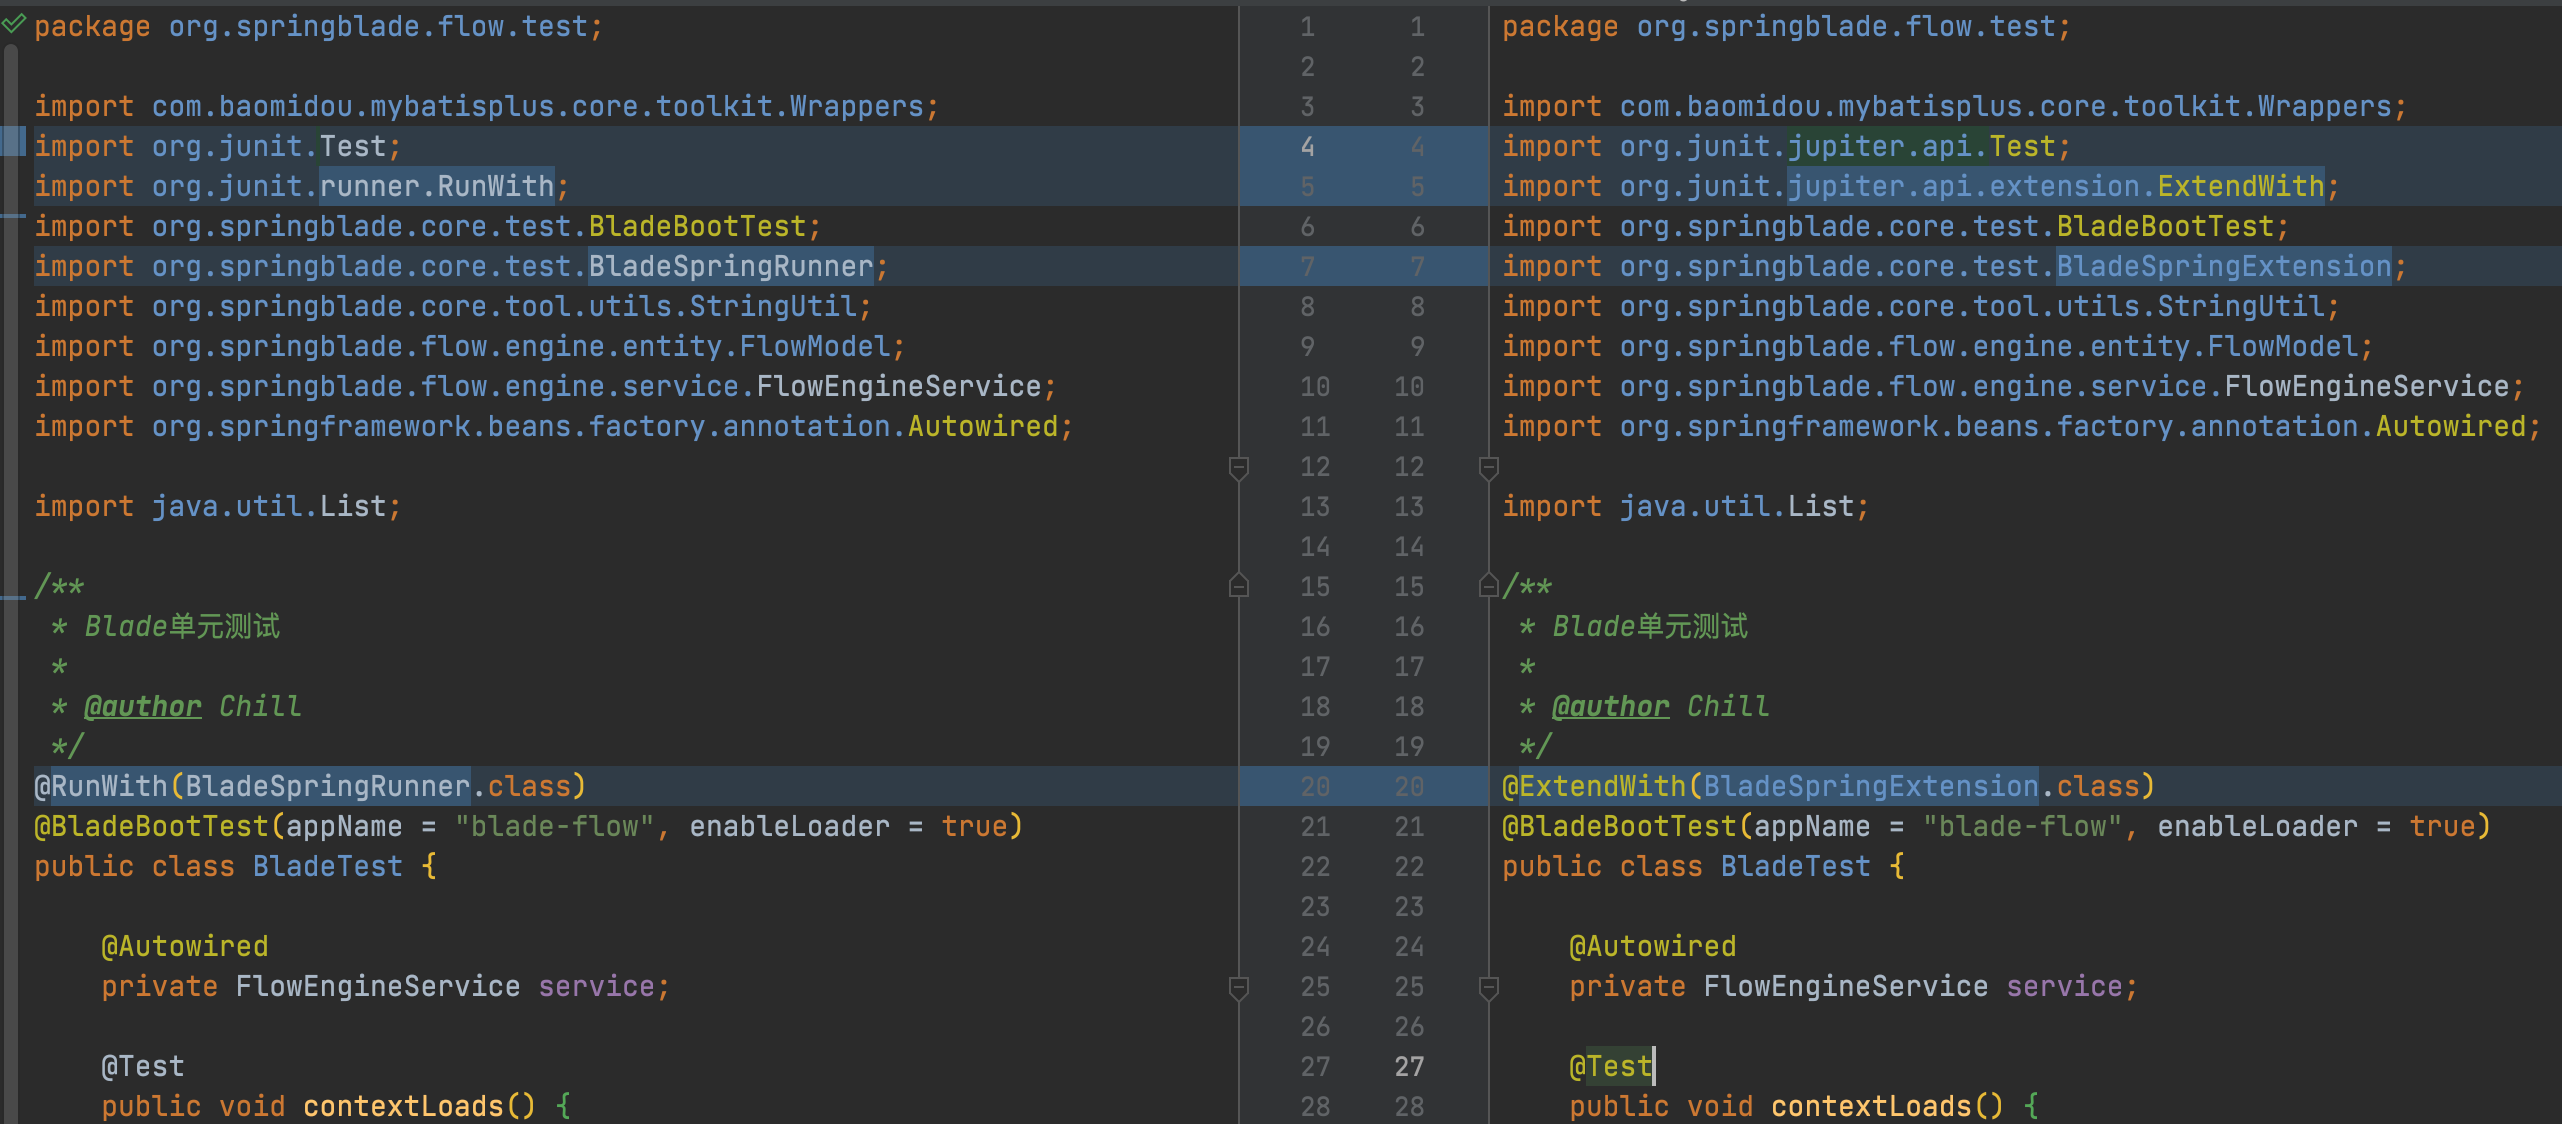 package org.springblade.flow.test;
import com.baomidou.mybatisplus.core.toolkit.Wrappers;
import org.junit.Test;
import org.junit.runner.RunWith;
import org.springblade.core.test.BladeBootTest;
import org.springblade.core.test.BladeSpringRunner;
import org.springblade.core.tool.utils.StringUtil;
import org.springblade.flow.engine.entity.FlowModel;
import org.springblade.flow.engine.service.FlowEngineService;
import org.springframework.beans.factory.annotation.Autowired;
import java.util.List;
/**
 * Blade单元测试
 *
 * @author Chill
 */
@RunWith(BladeSpringRunner.class)
@BladeBootTest(appName = "blade-flow", enableLoader = true)
public class BladeTest {
    @Autowired
    private FlowEngineService service;
    @Test
    public void contextLoads() {
1 1
2 2
3 3
4 4
5 5
6 6
7 7
8 8
9 9
10 10
11 11
12 12
13 13
14 14
15 15
16 16
17 17
18 18
19 19
20 20
21 21
22 22
23 23
24 24
25 25
26 26
27 27
28 28
package org.springblade.flow.test;
import com.baomidou.mybatisplus.core.toolkit.Wrappers;
import org.junit.jupiter.api.Test;
import org.junit.jupiter.api.extension.ExtendWith;
import org.springblade.core.test.BladeBootTest;
import org.springblade.core.test.BladeSpringExtension;
import org.springblade.core.tool.utils.StringUtil;
import org.springblade.flow.engine.entity.FlowModel;
import org.springblade.flow.engine.service.FlowEngineService;
import org.springframework.beans.factory.annotation.Autowired;
import java.util.List;
/**
 * Blade单元测试
 *
 * @author Chill
 */
@ExtendWith(BladeSpringExtension.class)
@BladeBootTest(appName = "blade-flow", enableLoader = true)
public class BladeTest {
    @Autowired
    private FlowEngineService service;
    @Test
    public void contextLoads() {